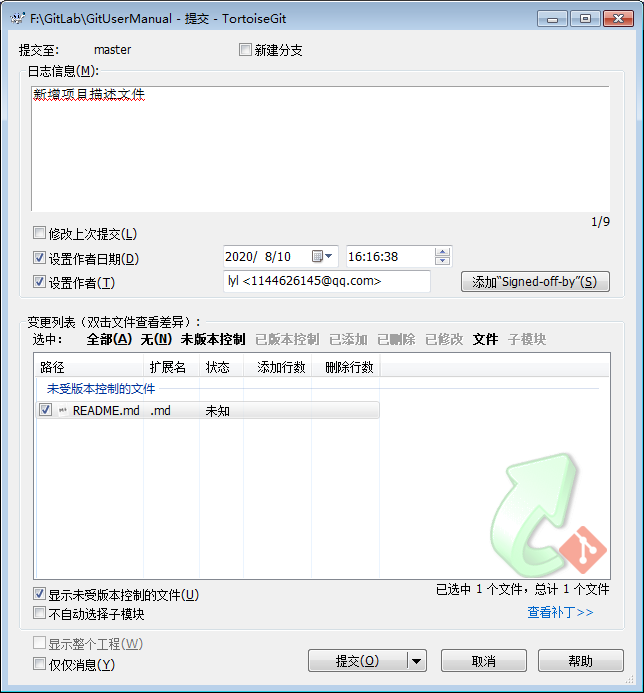 F:\GitLab\GitUserManual - 提交 - TortoiseGit
提交至: master 新建分支
日志信息(M):
新增项目描述文件
1/9
修改上次提交(L)
设置作者日期(D) 2020/ 8/10 16:16:38
设置作者(T) lyl <1144626145@qq.com> 添加“Signed-off-by”(S)
变更列表（双击文件查看差异）:
选中： 全部(A) 无(N) 未版本控制 已版本控制 已添加 已删除 已修改 文件 子模块
路径 扩展名 状态 添加行数 删除行数
未受版本控制的文件
README.md .md 未知
显示未受版本控制的文件(U) 已选中 1 个文件，总计 1 个文件
不自动选择子模块 查看补丁>>
显示整个工程(W)
仅仅消息(Y) 提交(O) 取消 帮助